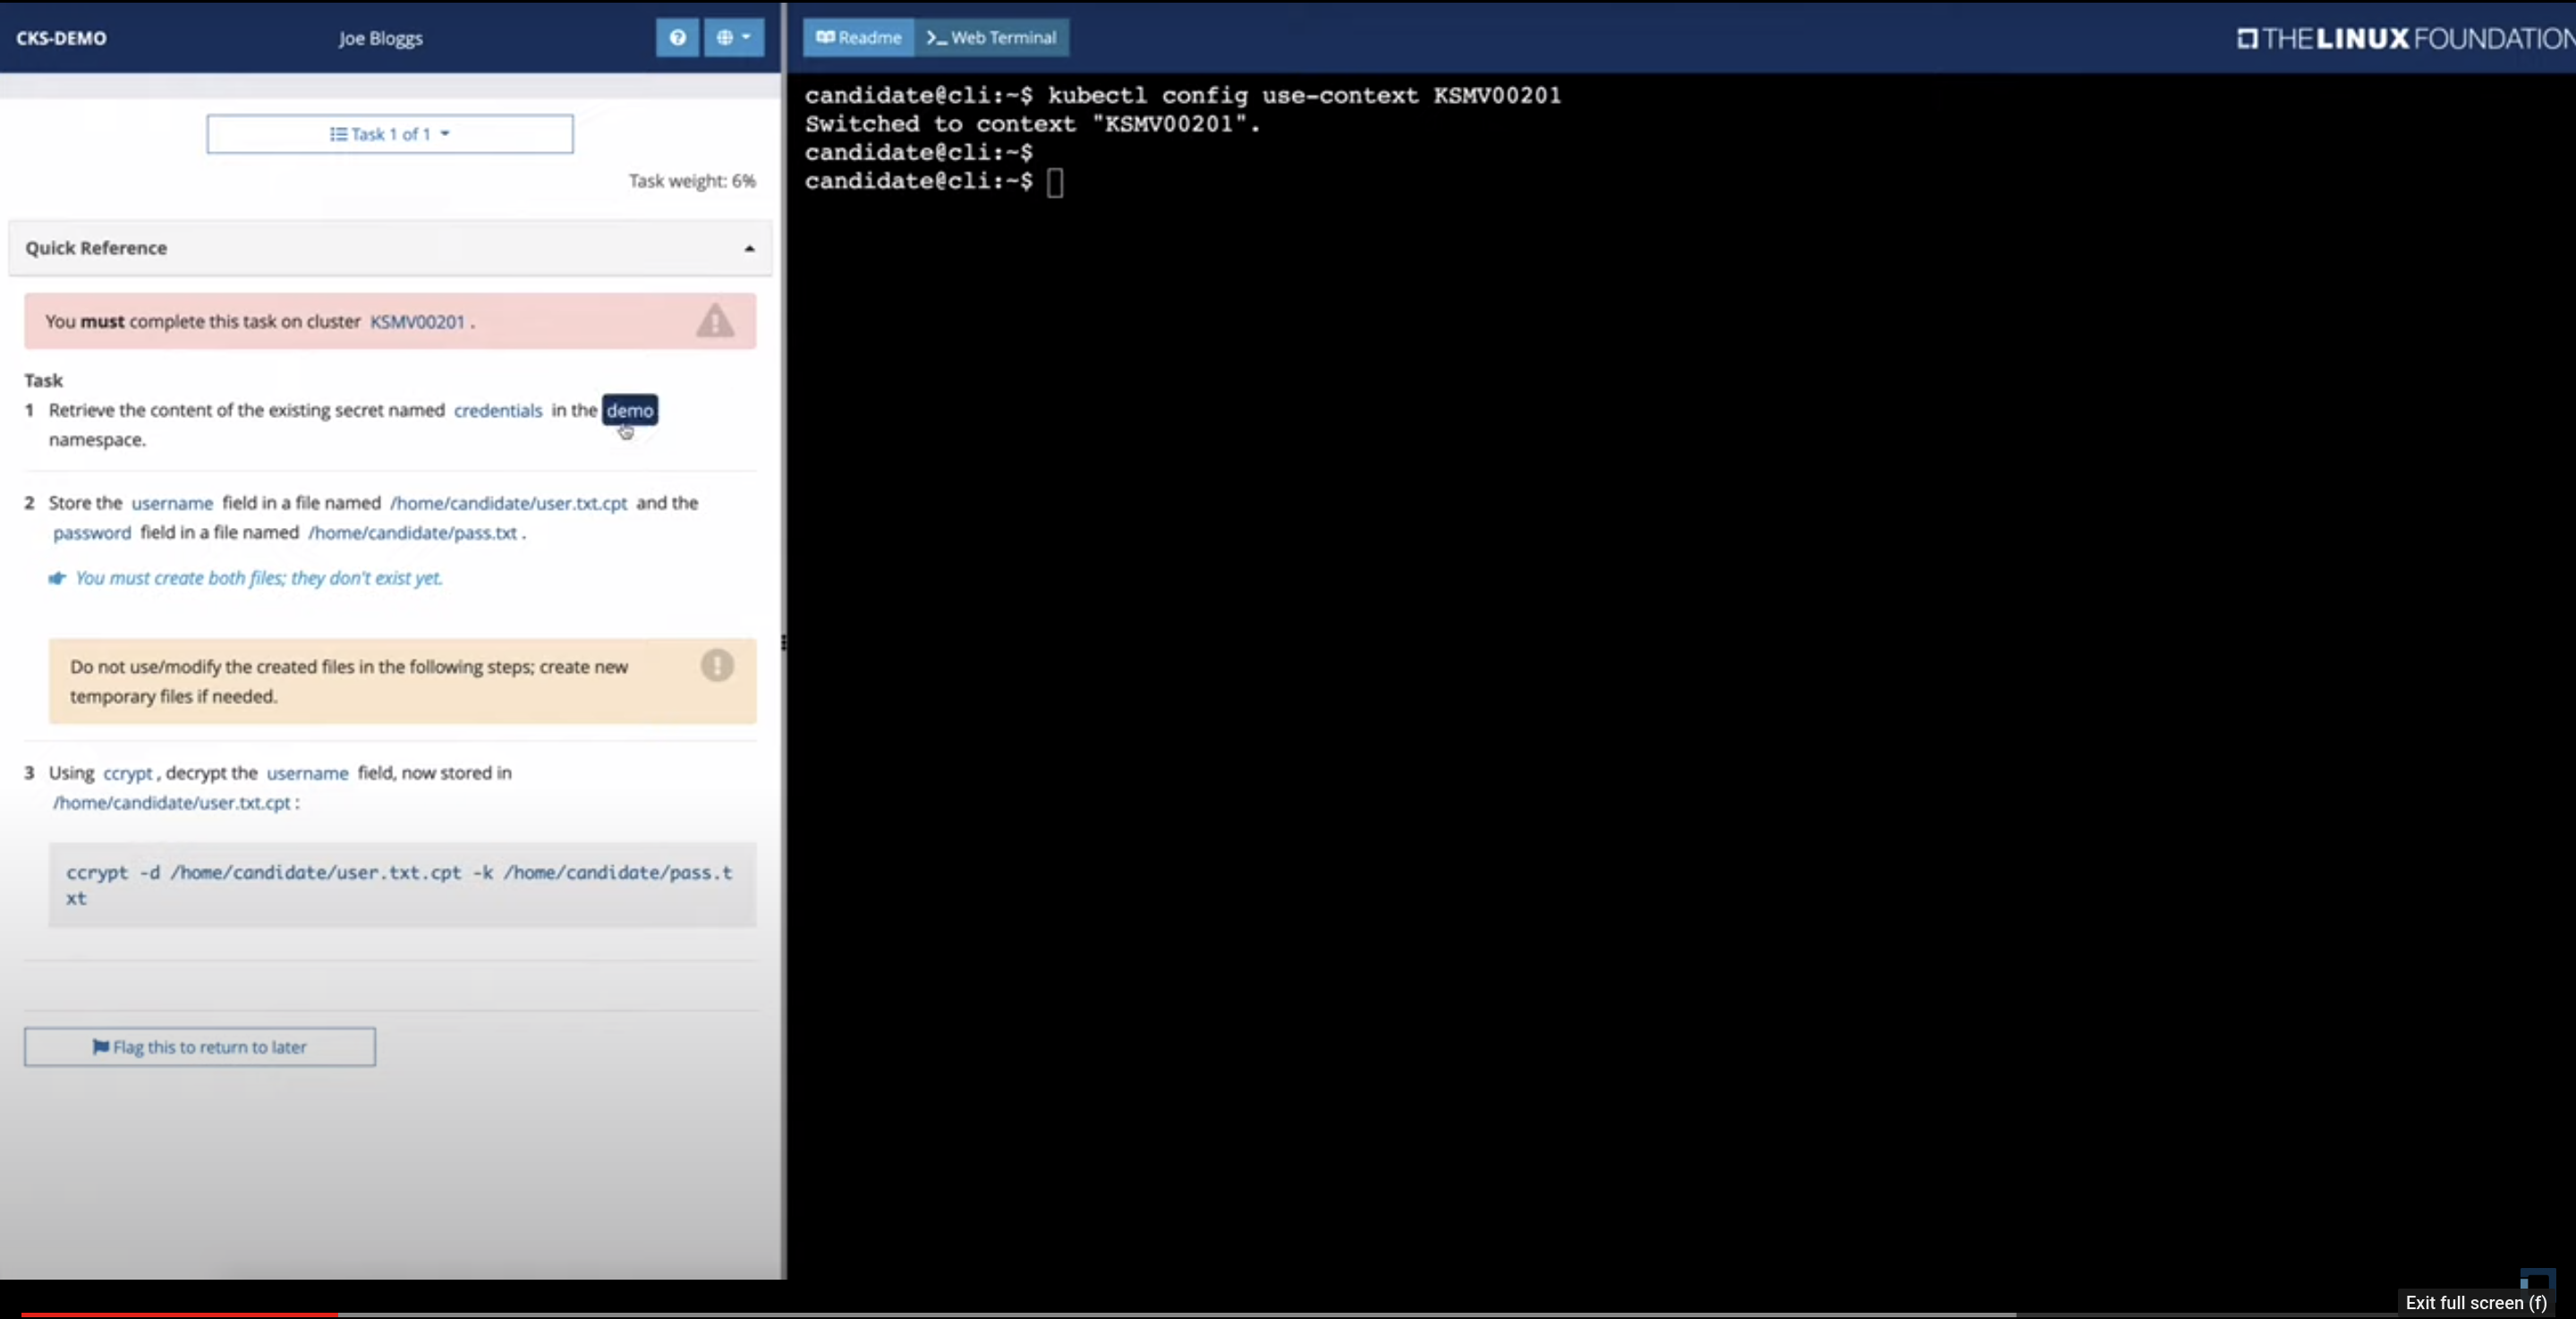 CKS-DEMO
Joe Bloggs
Task 1 of 1
Task weight: 6%
Quick Reference
You must complete this task on cluster KSMV00201 .
Task
1 Retrieve the content of the existing secret named credentials in the demo
namespace.
2 Store the username field in a file named /home/candidate/user.txt.cpt and the
password field in a file named /home/candidate/pass.txt .
You must create both files; they don't exist yet.
Do not use/modify the created files in the following steps; create new
temporary files if needed.
3 Using ccrypt , decrypt the username field, now stored in
/home/candidate/user.txt.cpt :
ccrypt -d /home/candidate/user.txt.cpt -k /home/candidate/pass.t
xt
Flag this to return to later
Readme
>_ Web Terminal
THE LINUX FOUNDATION
candidate@cli:~$ kubectl config use-context KSMV00201
Switched to context "KSMV00201".
candidate@cli:~$
candidate@cli:~$
Exit full screen (f)